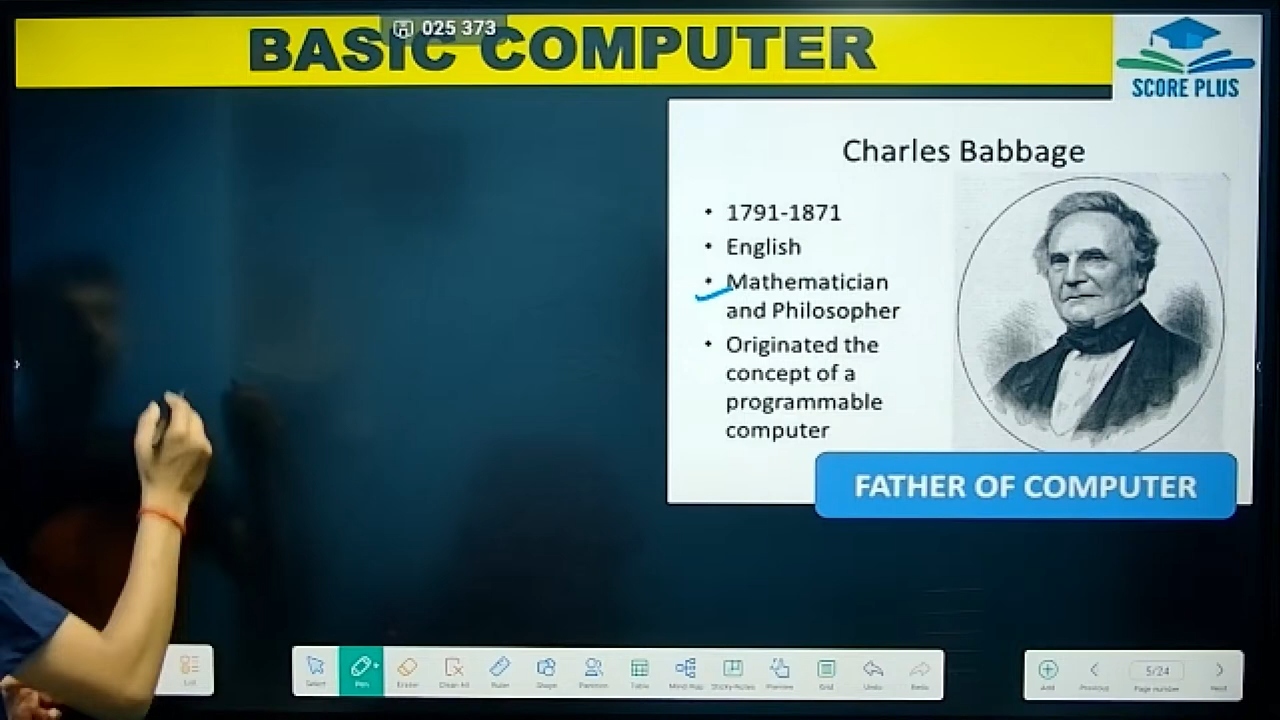 025 373
BASIC COMPUTER
SCORE PLUS
Charles Babbage
• 1791-1871
• English
• Mathematician
and Philosopher
• Originated the
concept of a
programmable
computer
FATHER OF COMPUTER
List
Select
Pen
Eraser
Clean All
Ruler
Shape
Partition
Table
Mind Map
Sticky Notes
Preview
Grid
Undo
Redo
Add
Previous
5/24
Page number
Next